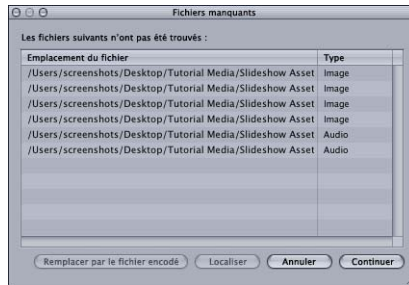 Fichiers manquants
Les fichiers suivants n'ont pas été trouvés :
Emplacement du fichier Type
/Users/screenshots/Desktop/Tutorial Media/Slideshow Asset Image
/Users/screenshots/Desktop/Tutorial Media/Slideshow Asset Image
/Users/screenshots/Desktop/Tutorial Media/Slideshow Asset Image
/Users/screenshots/Desktop/Tutorial Media/Slideshow Asset Image
/Users/screenshots/Desktop/Tutorial Media/Slideshow Asset Audio
/Users/screenshots/Desktop/Tutorial Media/Slideshow Asset Audio
Remplacer par le fichier encodé Localiser Annuler Continuer